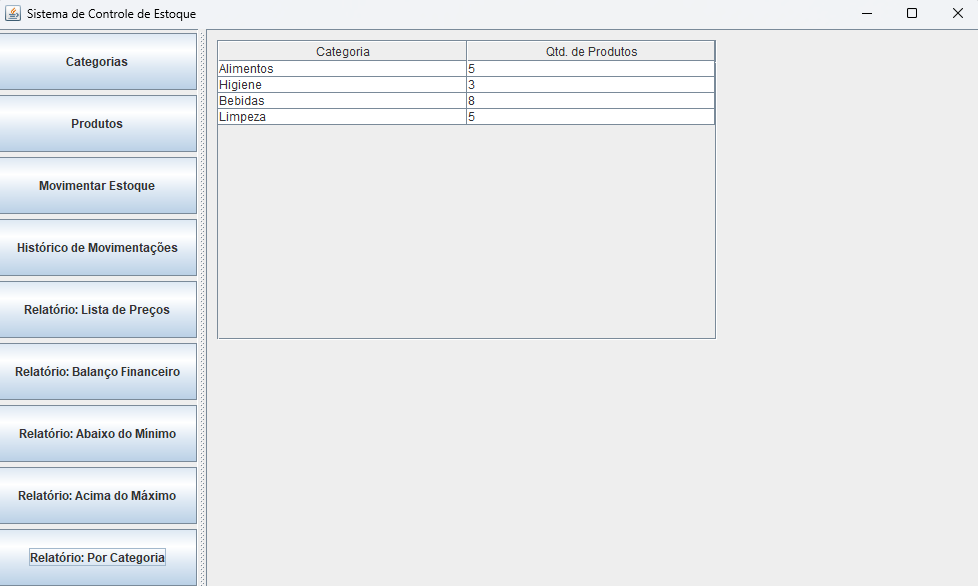 Sistema de Controle de Estoque
Categorias
Produtos
Movimentar Estoque
Histórico de Movimentações
Relatório: Lista de Preços
Relatório: Balanço Financeiro
Relatório: Abaixo do Mínimo
Relatório: Acima do Máximo
Relatório: Por Categoria
Categoria Qtd. de Produtos
Alimentos 5
Higiene 3
Bebidas 8
Limpeza 5